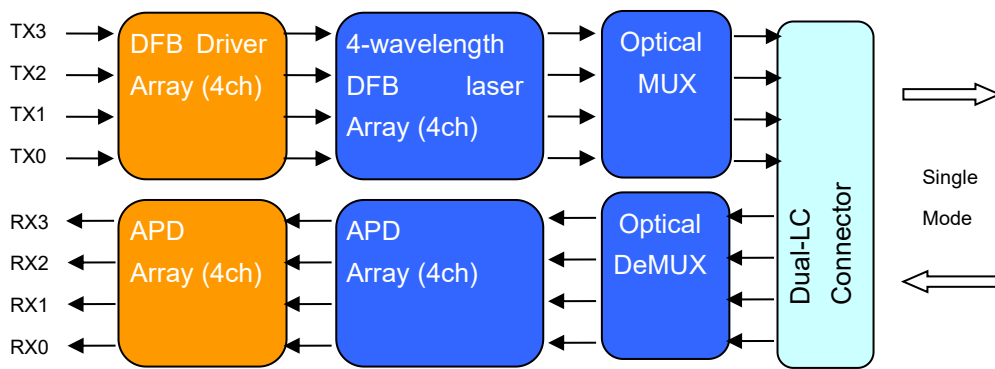 TX3
TX2
TX1
TX0
DFB Driver
Array (4ch)
4-wavelength
DFB laser
Array (4ch)
Optical
MUX
RX3
RX2
RX1
RX0
APD
Array (4ch)
APD
Array (4ch)
Optical
DeMUX
Dual-LC
Connector
Single
Mode